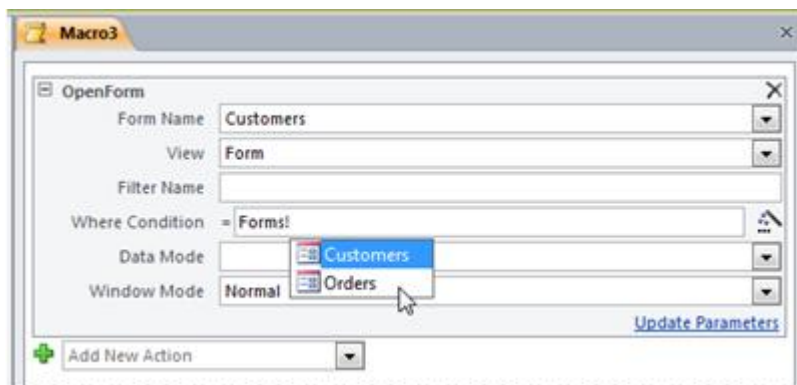 Macro3
OpenForm
Form Name Customers
View Form
Filter Name
Where Condition = Forms!
Data Mode Customers
Orders
Window Mode Normal
Update Parameters
Add New Action